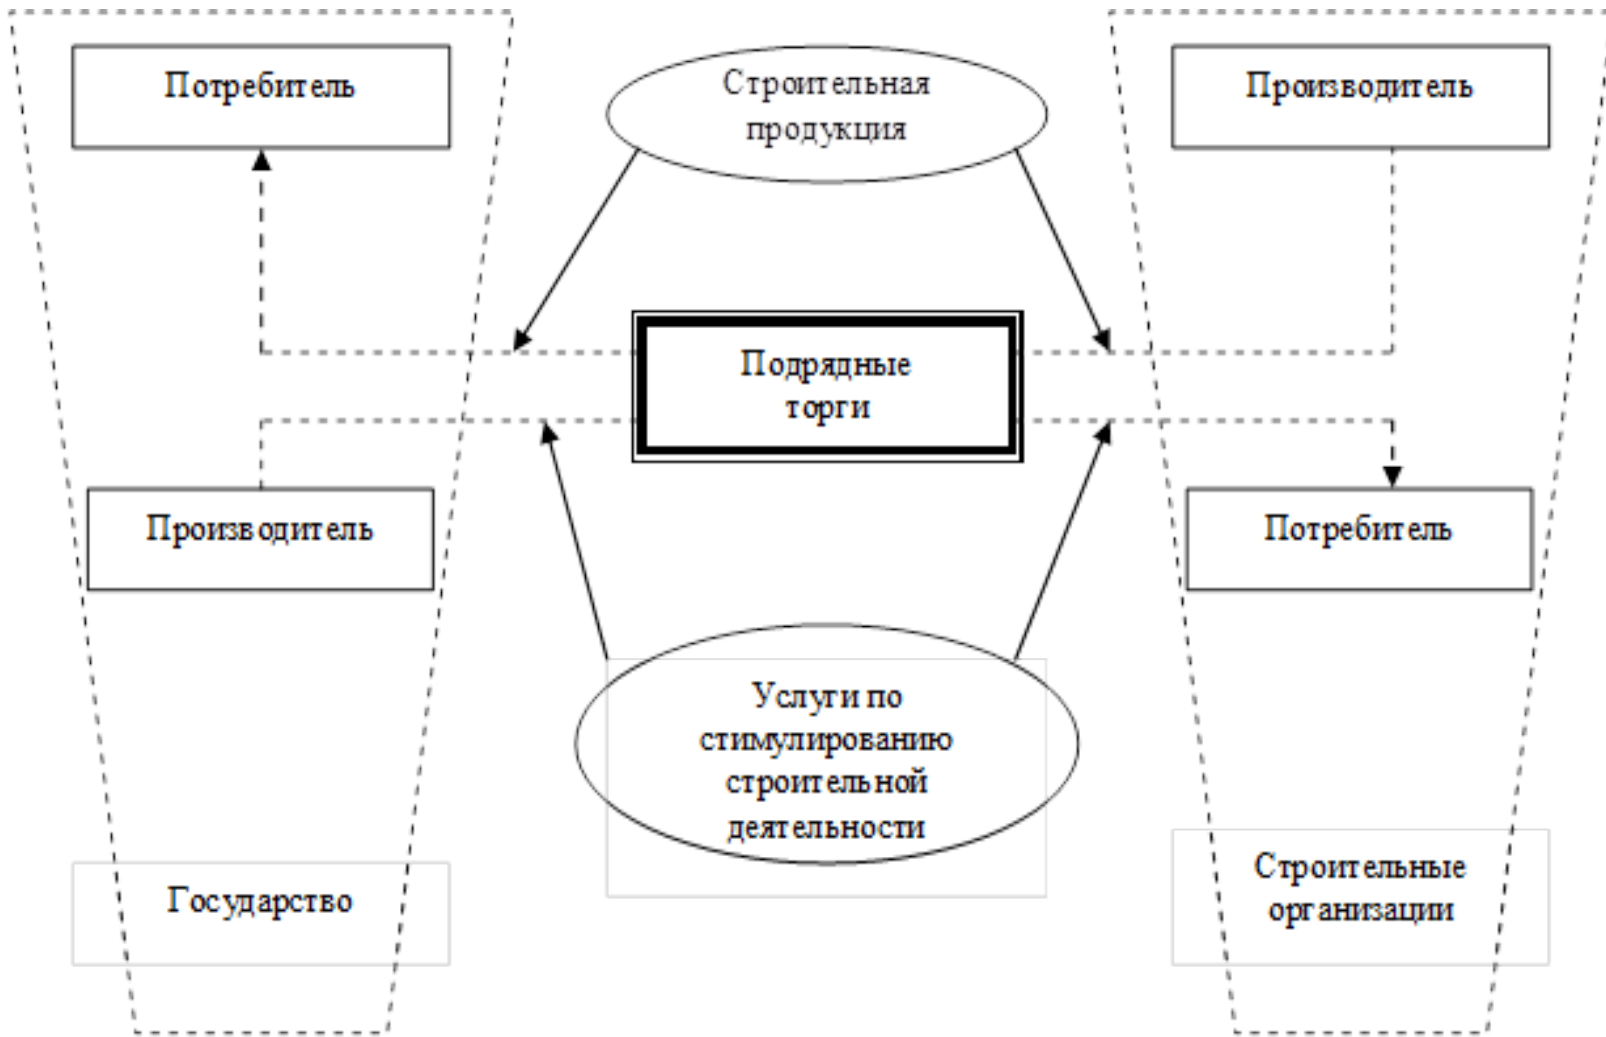 Потребитель
Строительная
продукция
Производитель
Подрядные
торги
Производитель
Потребитель
Услуги по
стимулированию
строительной
деятельности
Государство
Строительные
организации